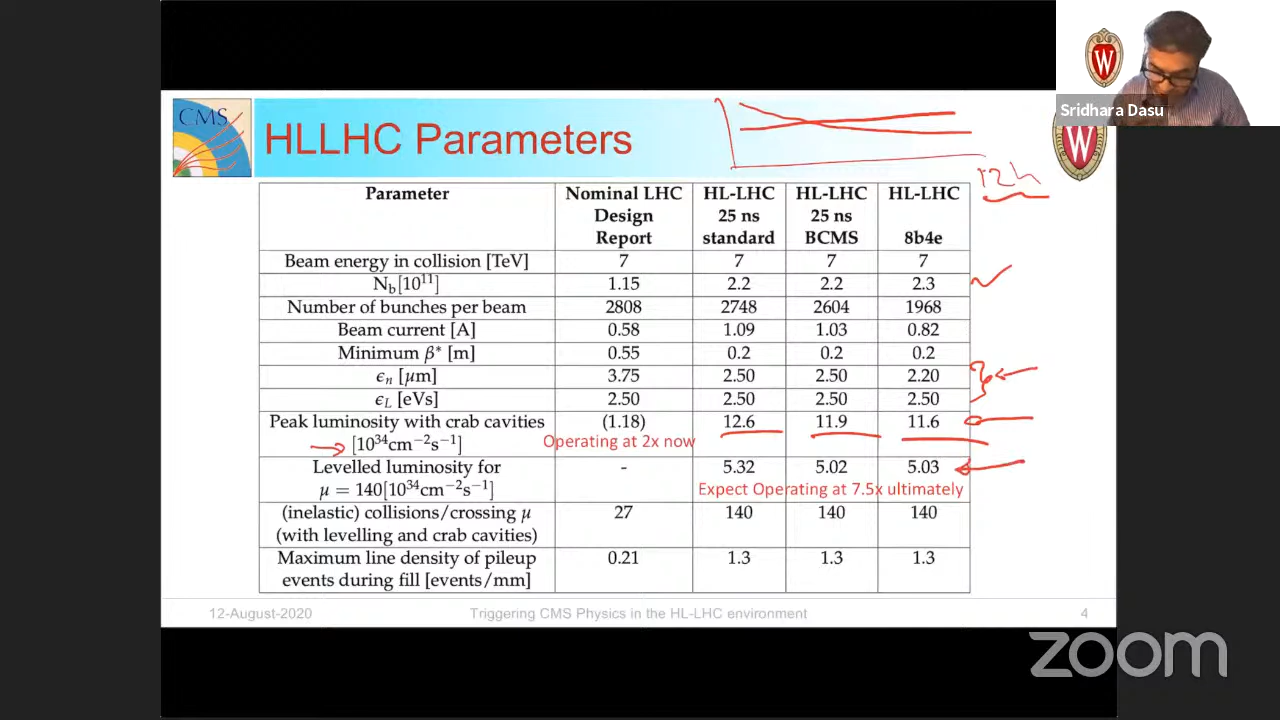 W
Sridhara Dasu
CMS
HLLHC Parameters
W
12h
Parameter Nominal LHC HL-LHC HL-LHC HL-LHC
Design 25 ns 25 ns
Report standard BCMS 8b4e
Beam energy in collision [TeV] 7 7 7 7
N_b[10^11] 1.15 2.2 2.2 2.3
Number of bunches per beam 2808 2748 2604 1968
Beam current [A] 0.58 1.09 1.03 0.82
Minimum β* [m] 0.55 0.2 0.2 0.2
ϵ_n [μm] 3.75 2.50 2.50 2.20
ϵ_L [eVs] 2.50 2.50 2.50 2.50
Peak luminosity with crab cavities (1.18) 12.6 11.9 11.6
[10^34cm^−2s^−1] Operating at 2x now
Levelled luminosity for - 5.32 5.02 5.03
μ = 140[10^34cm^−2s^−1] Expect Operating at 7.5x ultimately
(inelastic) collisions/crossing μ 27 140 140 140
(with levelling and crab cavities)
Maximum line density of pileup 0.21 1.3 1.3 1.3
events during fill [events/mm]
12-August-2020 Triggering CMS Physics in the HL-LHC environment 4
zoom